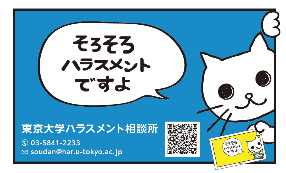 そろそろ
ハラスメント
ですよ
東京大学ハラスメント相談所
03-5841-2233
soudan@har.u-tokyo.ac.jp